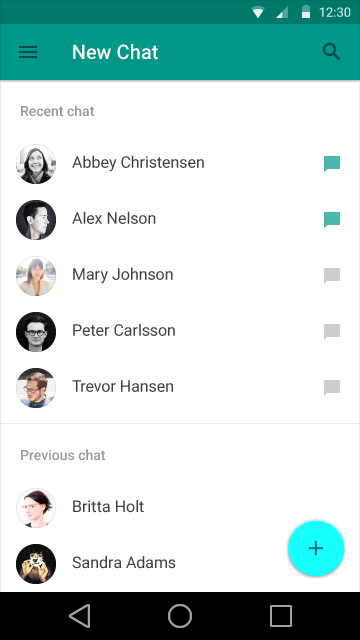 12:30
New Chat
Recent chat
Abbey Christensen
Alex Nelson
Mary Johnson
Peter Carlsson
Trevor Hansen
Previous chat
Britta Holt
Sandra Adams